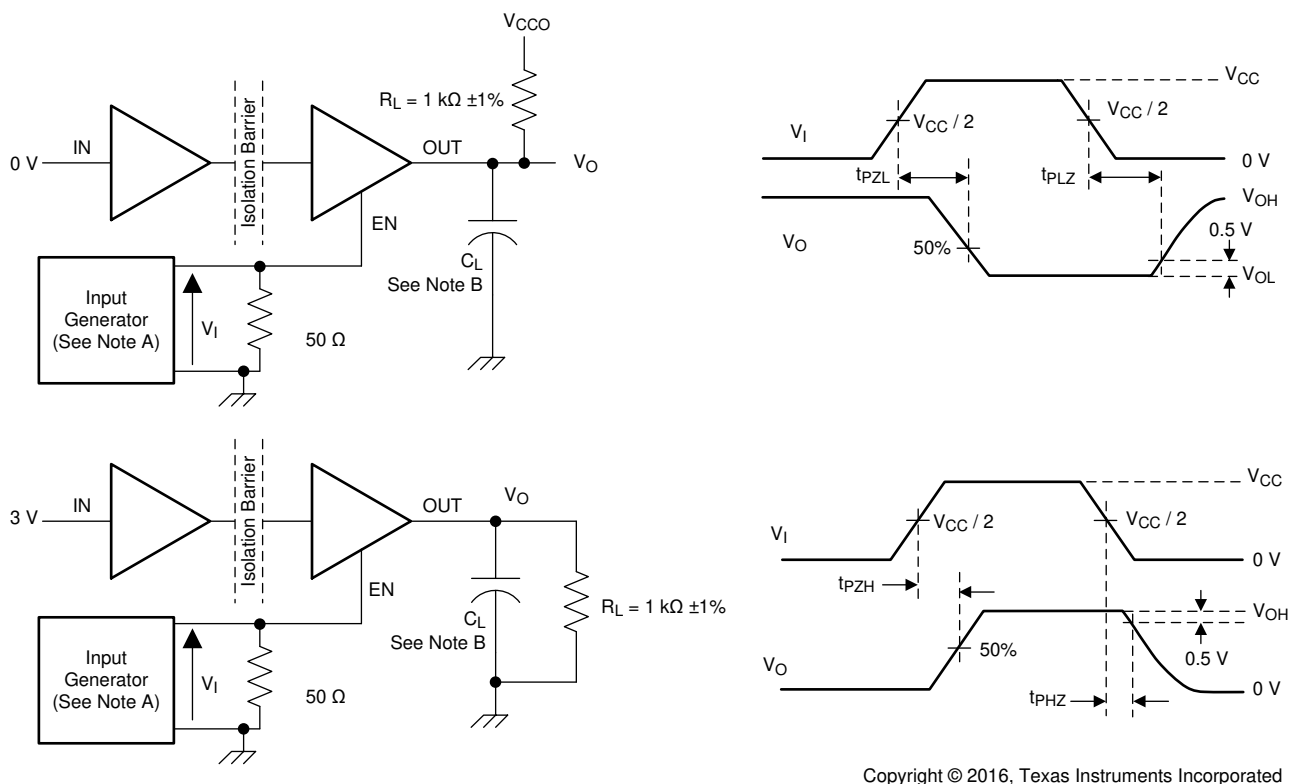 VCCO
RL = 1 kΩ ±1%
0 V
IN
Isolation Barrier
OUT
VO
EN
CL
See Note B
Input
Generator
(See Note A)
VI
50 Ω
VCC
VI
VCC / 2
VCC / 2
0 V
tPZL
tPLZ
VOH
0.5 V
VO
50%
VOL
3 V
IN
Isolation Barrier
OUT
VO
EN
CL
See Note B
RL = 1 kΩ ±1%
Input
Generator
(See Note A)
VI
50 Ω
VCC
VI
VCC / 2
VCC / 2
0 V
tPZH
VOH
50%
0.5 V
VO
0 V
tPHZ
Copyright © 2016, Texas Instruments Incorporated